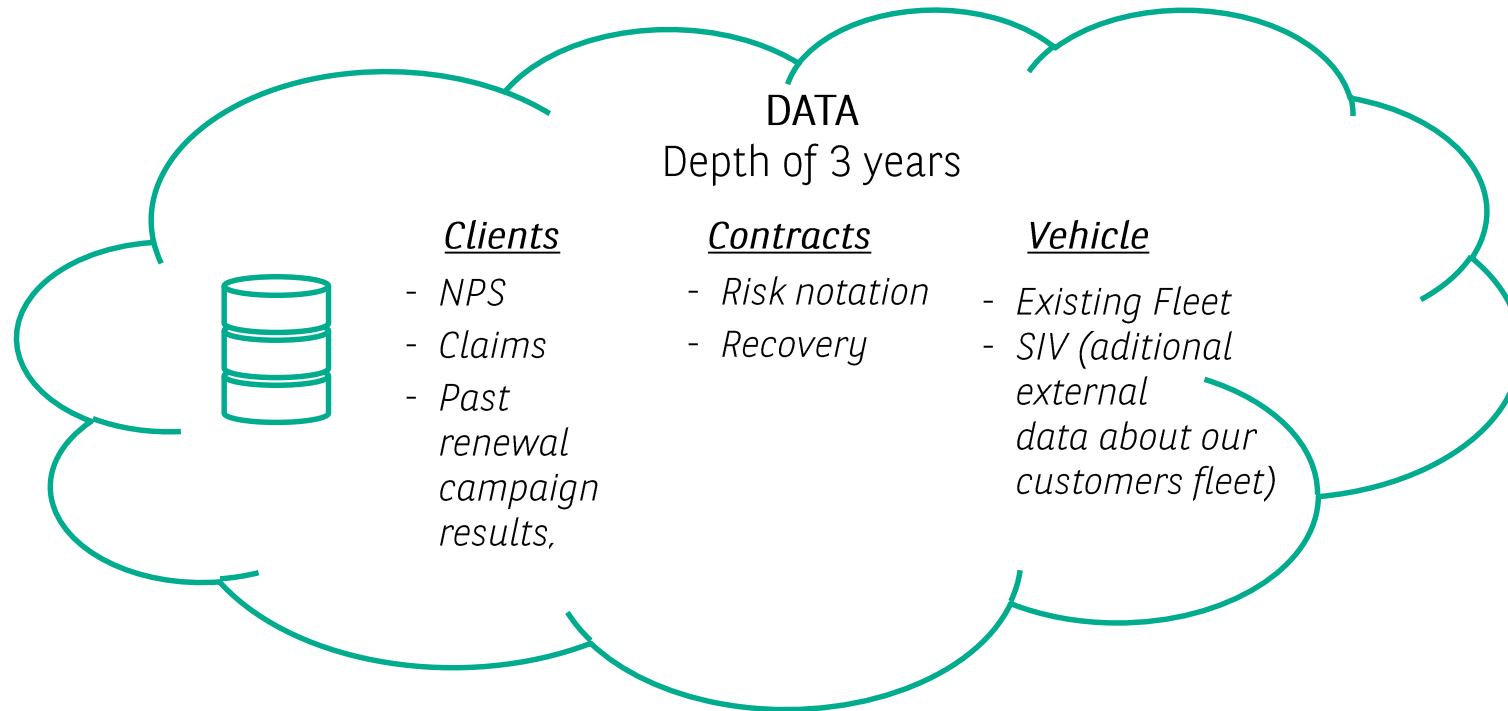 DATA
Depth of 3 years
Clients
- NPS
- Claims
- Past
renewal
campaign
results,
Contracts
- Risk notation
- Recovery
Vehicle
- Existing Fleet
- SIV (aditional
external
data about our
customers fleet)